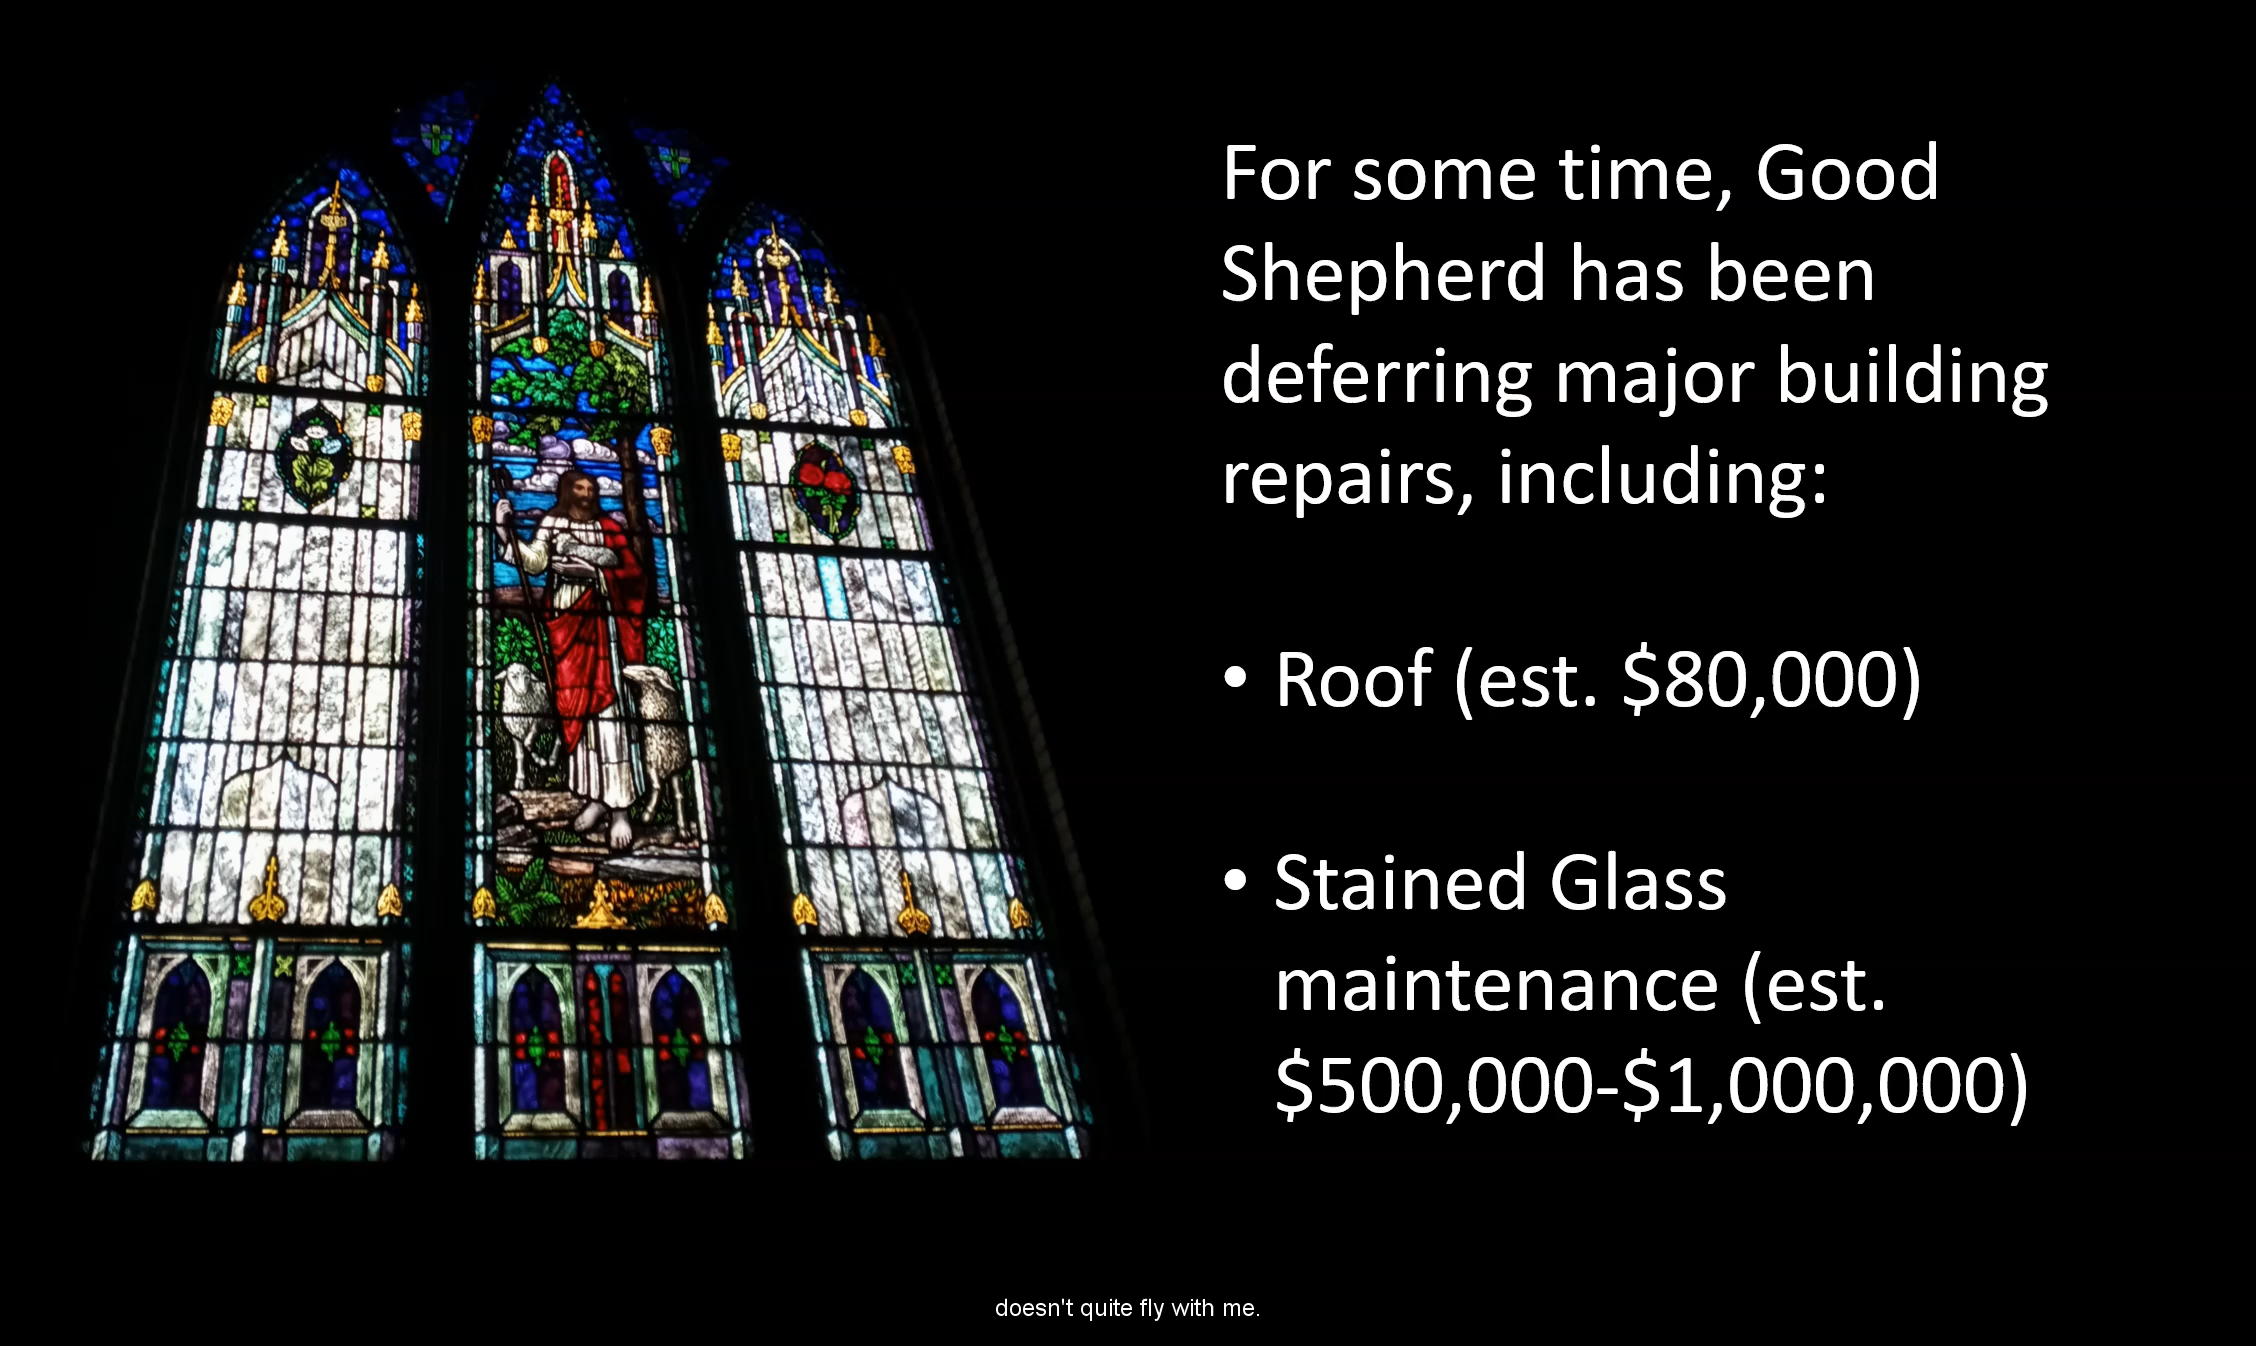 For some time, Good
Shepherd has been
deferring major building
repairs, including:
• Roof (est. $80,000)
• Stained Glass
maintenance (est.
$500,000-$1,000,000)
doesn't quite fly with me.